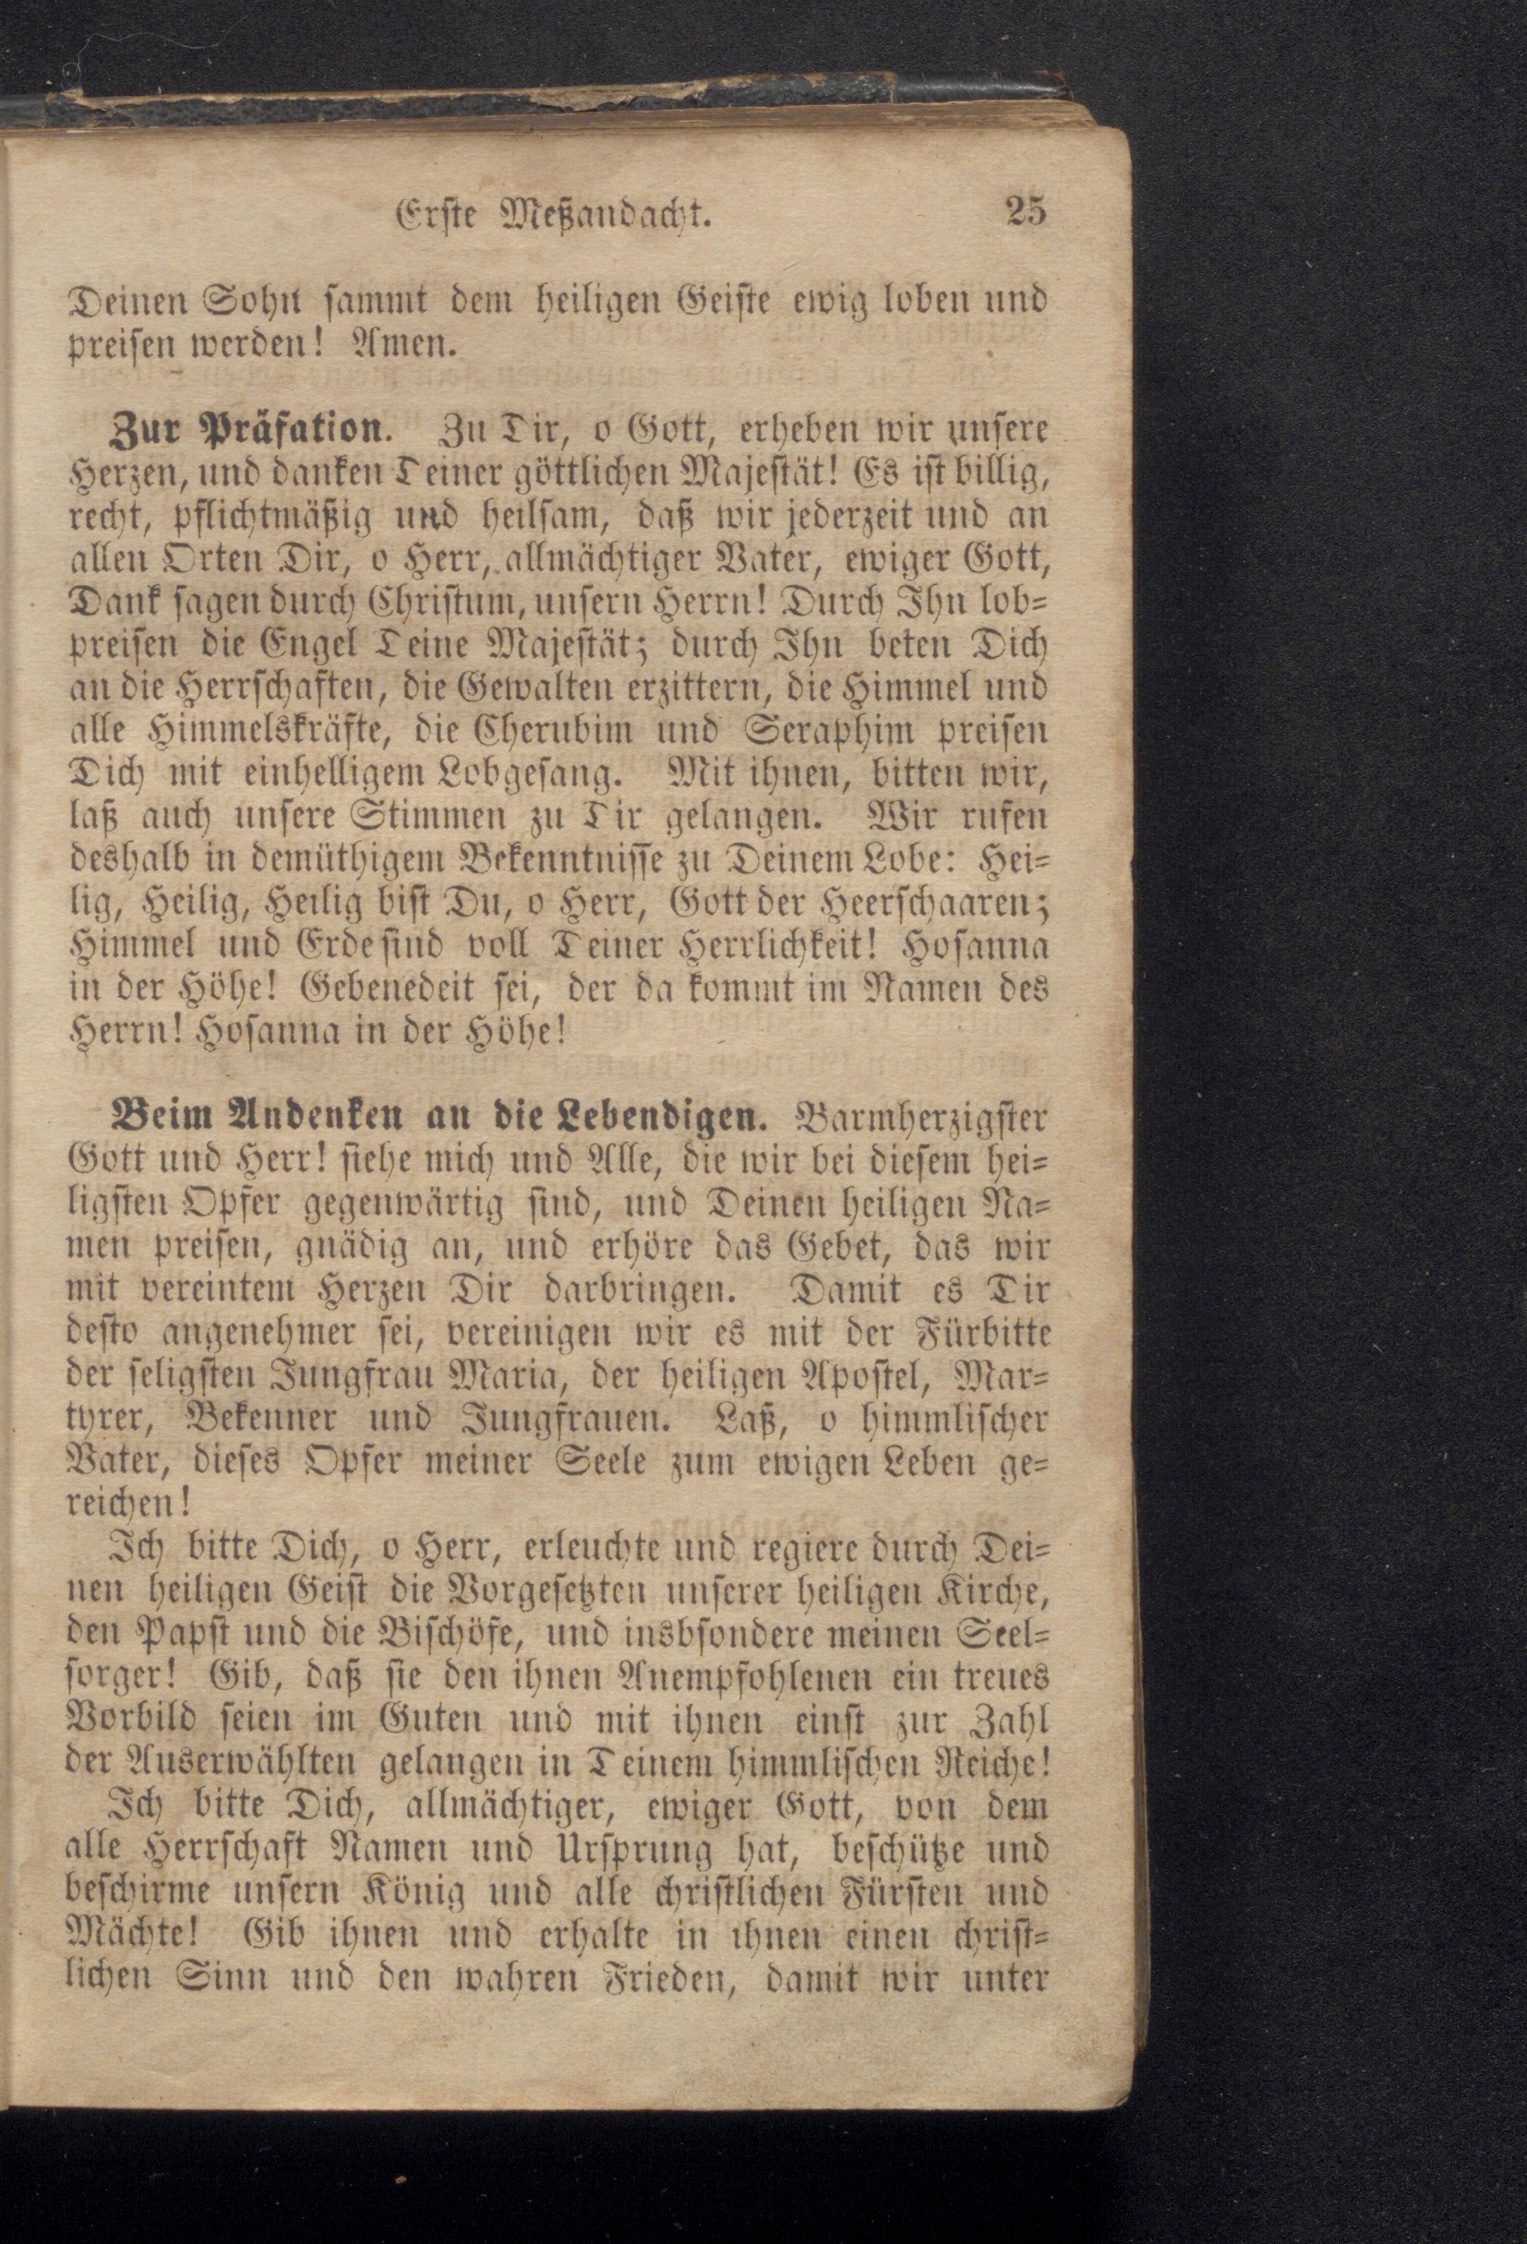 Erste Meßandacht. 25
Deinen Sohn sammt dem heiligen Geiste ewig loben und
preisen werden! Amen.
Zur Präfation. Zu Dir, o Gott, erheben wir unsere
Herzen, und danken Deiner göttlichen Majestät! Es ist billig,
recht, pflichtmäßig und heilsam, daß wir jederzeit und an
allen Orten Dir, o Herr, allmächtiger Vater, ewiger Gott,
Dank sagen durch Christum, unsern Herrn! Durch Ihn lob-
preisen die Engel Deine Majestät; durch Ihn beten Dich
an die Herrschaften, die Gewalten erzittern, die Himmel und
alle Himmelskräfte, die Cherubim und Seraphim preisen
Dich mit einhelligem Lobgesang. Mit ihnen, bitten wir,
laß auch unsere Stimmen zu Dir gelangen. Wir rufen
deshalb in demüthigem Bekenntnisse zu Deinem Lobe: Hei-
lig, Heilig, Heilig bist Du, o Herr, Gott der Heerschaaren;
Himmel und Erde sind voll Deiner Herrlichkeit! Hosanna
in der Höhe! Gebenedeit sei, der da kommt im Namen des
Herrn! Hosanna in der Höhe!
Beim Andenken an die Lebendigen. Barmherzigster
Gott und Herr! siehe mich und Alle, die wir bei diesem hei-
ligsten Opfer gegenwärtig sind, und Deinen heiligen Na-
men preisen, gnädig an, und erhöre das Gebet, das wir
mit vereintem Herzen Dir darbringen. Damit es Dir
desto angenehmer sei, vereinigen wir es mit der Fürbitte
der seligsten Jungfrau Maria, der heiligen Apostel, Mar-
tyrer, Bekenner und Jungfrauen. Laß, o himmlischer
Vater, dieses Opfer meiner Seele zum ewigen Leben ge-
reichen!
Ich bitte Dich, o Herr, erleuchte und regiere durch Dei-
nen heiligen Geist die Vorgesetzten unserer heiligen Kirche,
den Papst und die Bischöfe, und insbsondere meinen Seel-
sorger! Gib, daß sie den ihnen Anempfohlenen ein treues
Vorbild seien im Guten und mit ihnen einst zur Zahl
der Auserwählten gelangen in Deinem himmlischen Reiche!
Ich bitte Dich, allmächtiger, ewiger Gott, von dem
alle Herrschaft Namen und Ursprung hat, beschütze und
beschirme unsern König und alle christlichen Fürsten und
Mächte! Gib ihnen und erhalte in ihnen einen christ-
lichen Sinn und den wahren Frieden, damit wir unter